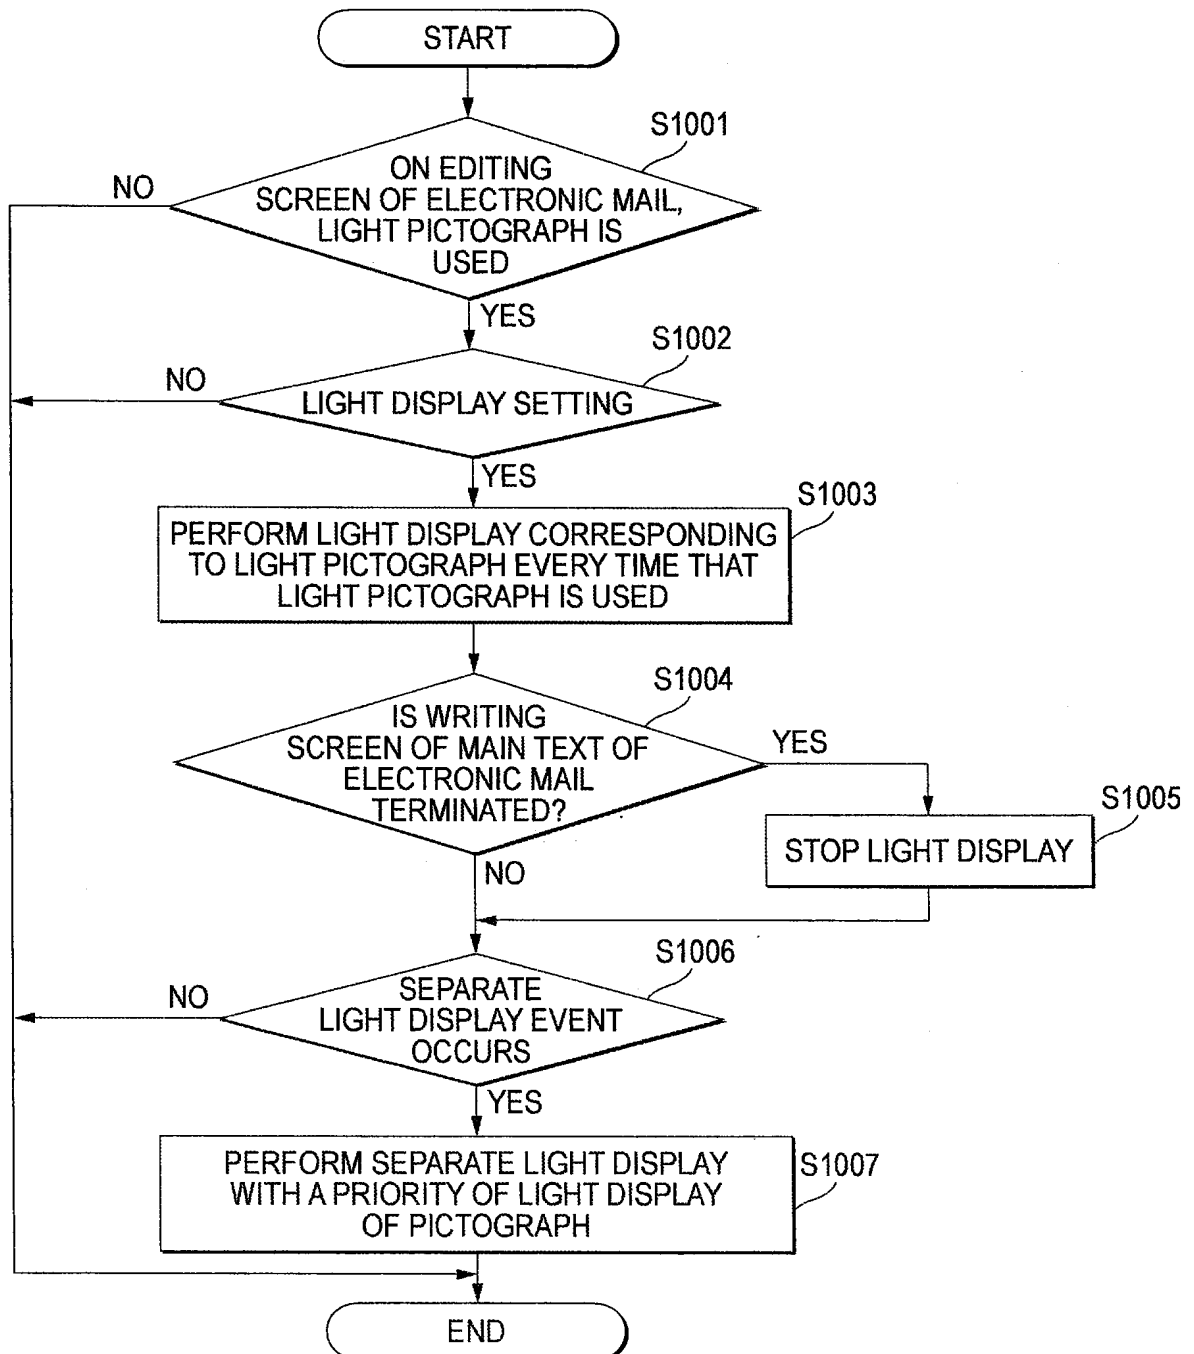 START
S1001
ON EDITING
SCREEN OF ELECTRONIC MAIL,
LIGHT PICTOGRAPH IS
USED
NO
YES
S1002
LIGHT DISPLAY SETTING
NO
YES
S1003
PERFORM LIGHT DISPLAY CORRESPONDING
TO LIGHT PICTOGRAPH EVERY TIME THAT
LIGHT PICTOGRAPH IS USED
S1004
IS WRITING
SCREEN OF MAIN TEXT OF
ELECTRONIC MAIL
TERMINATED?
YES
S1005
STOP LIGHT DISPLAY
NO
S1006
SEPARATE
LIGHT DISPLAY EVENT
OCCURS
NO
YES
S1007
PERFORM SEPARATE LIGHT DISPLAY
WITH A PRIORITY OF LIGHT DISPLAY
OF PICTOGRAPH
END